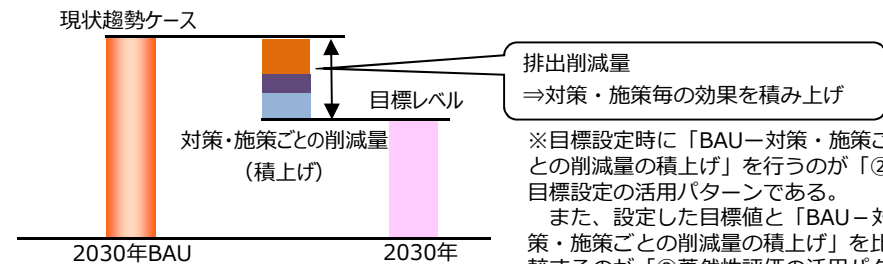 現状趨勢ケース
排出削減量
⇒対策・施策毎の効果を積み上げ
目標レベル
対策・施策ごとの削減量
(積上げ)
※目標設定時に「BAUー対策・施策ご
との削減量の積上げ」を行うのが「②
目標設定の活用パターンである。
また、設定した目標値と「BAU－対
策・施策ごとの削減量の積上げ」を比
2030年BAU
2030年